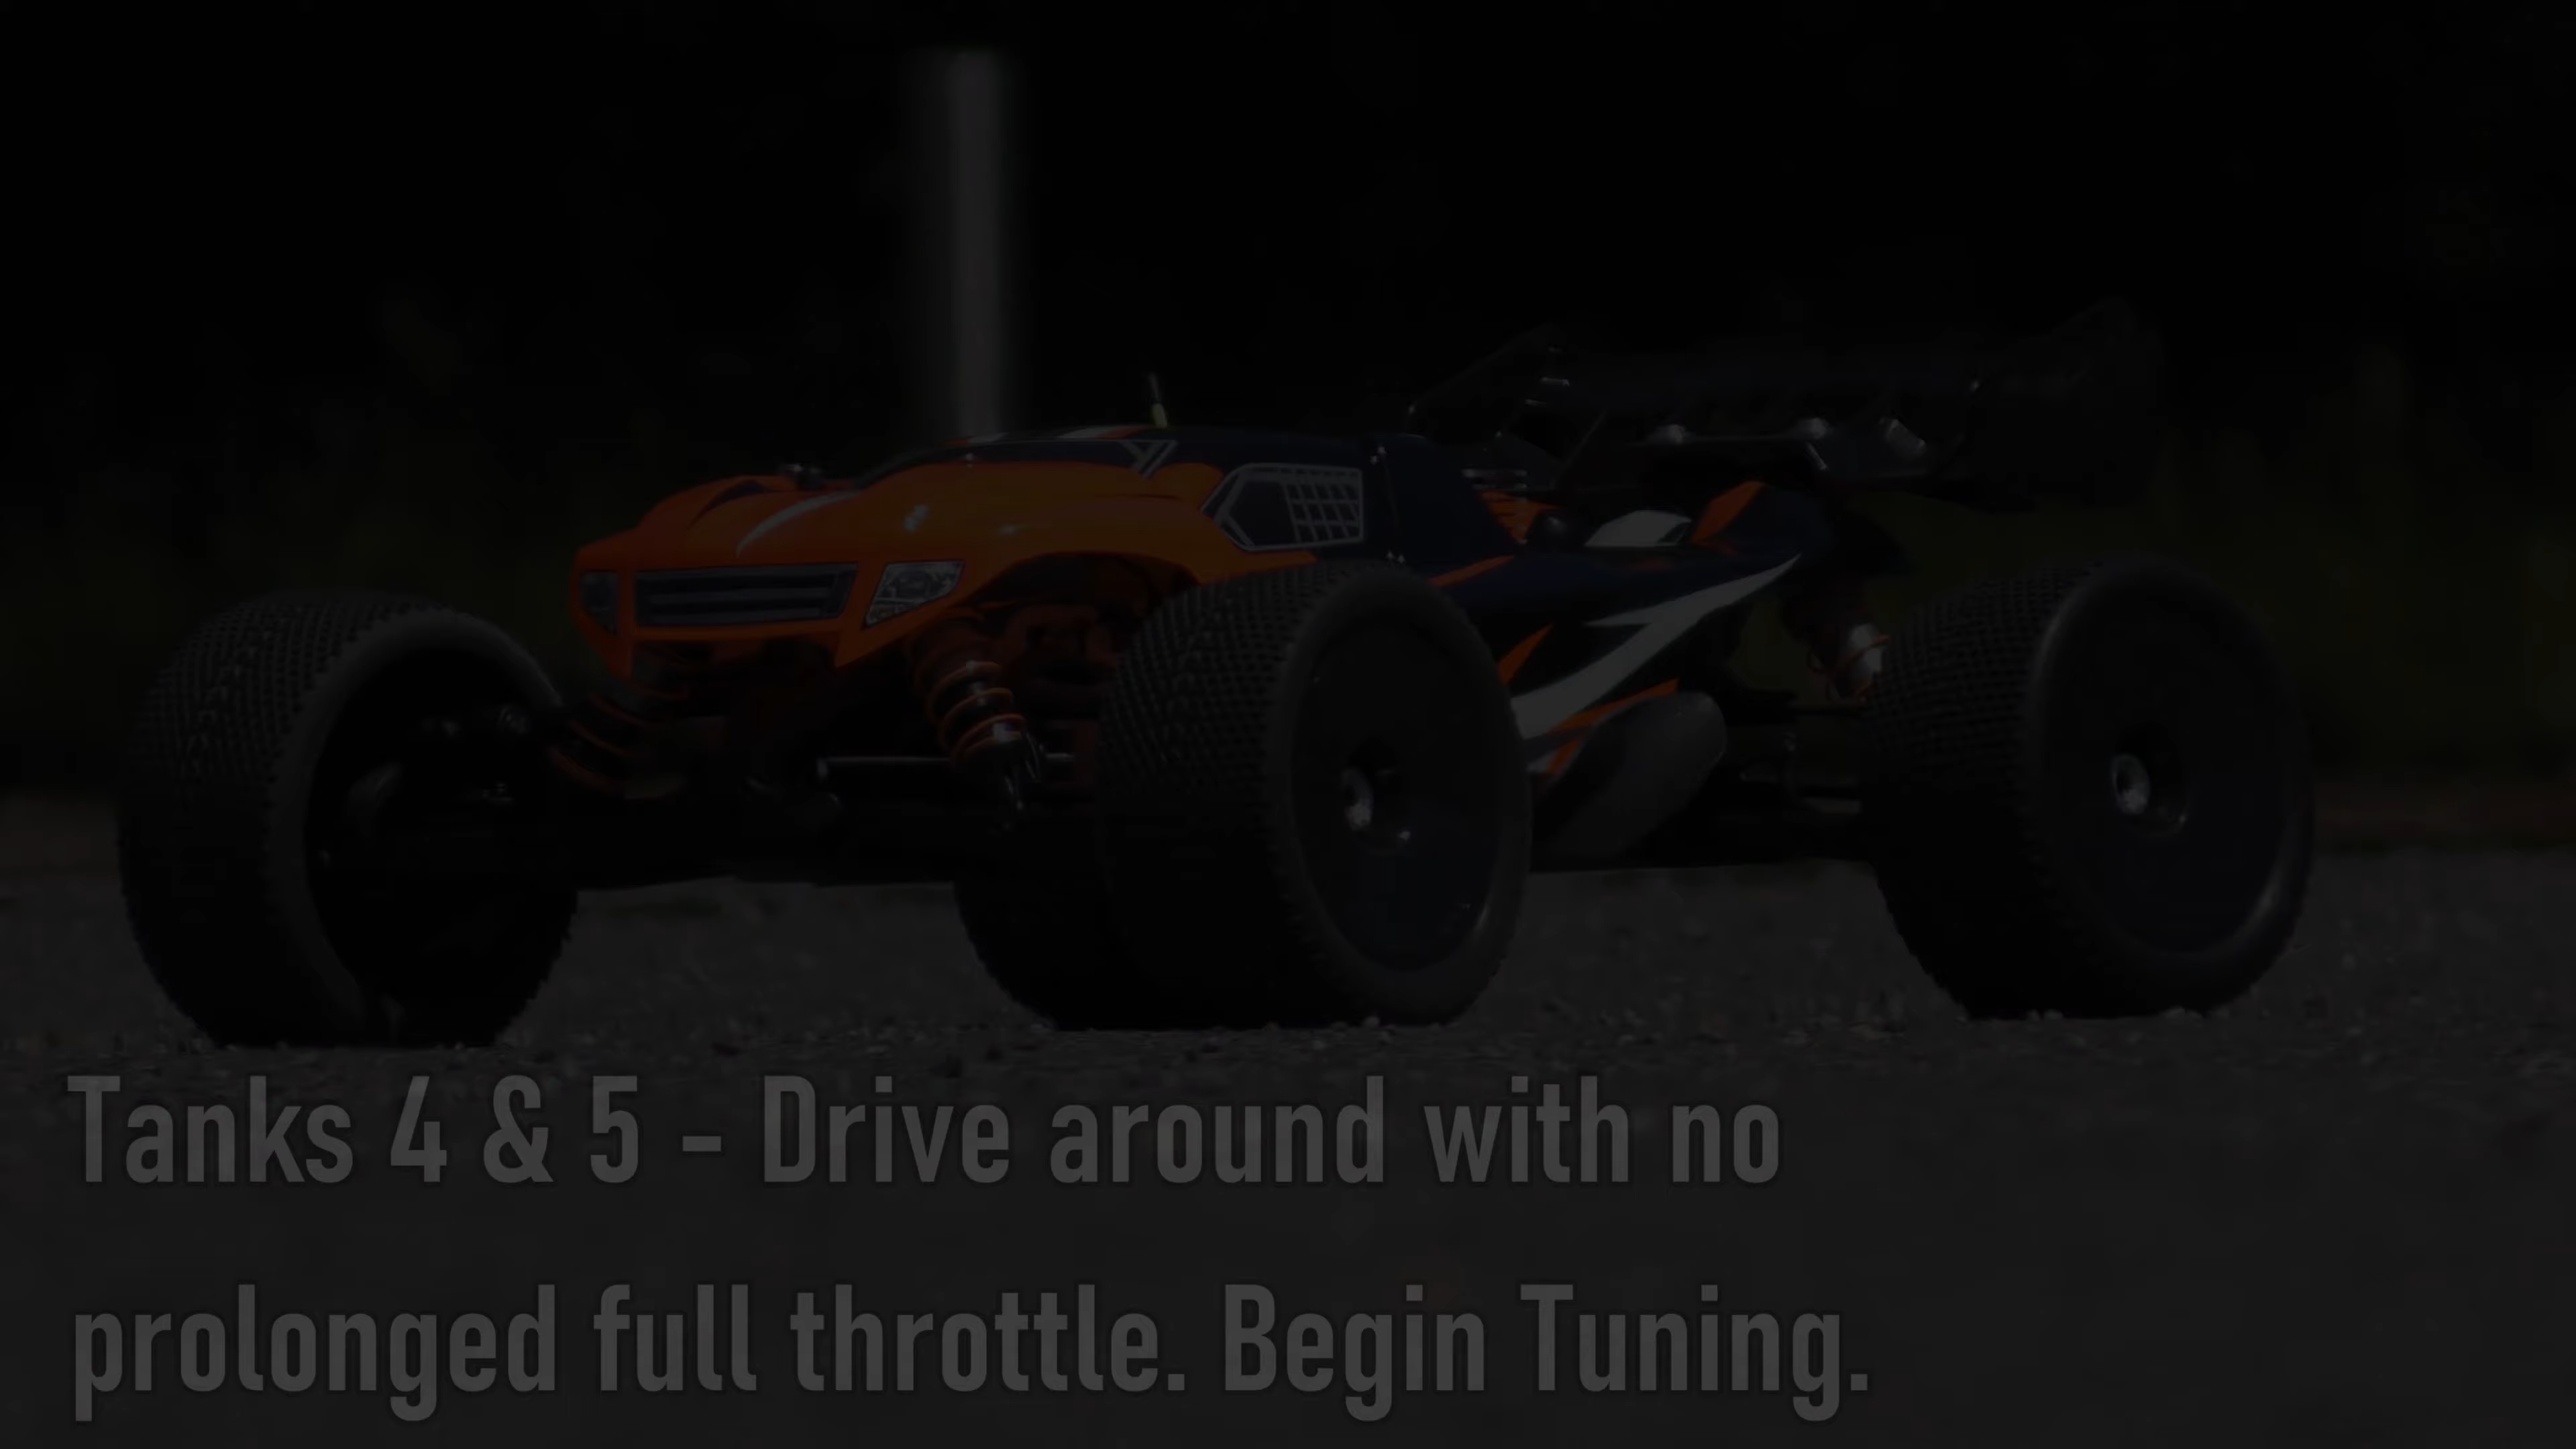 Tanks 4 & 5 - Drive around with no
prolonged full throttle. Begin Tuning.